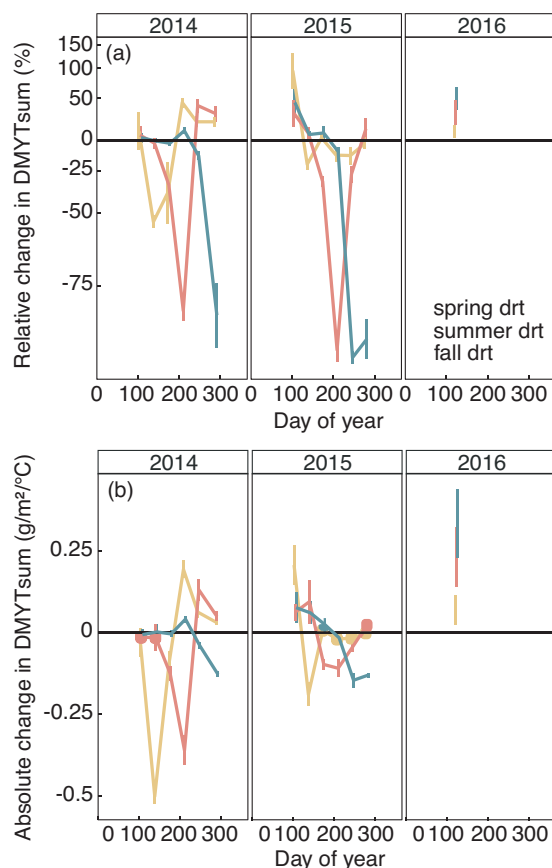 2014 2015 2016
(a)
Relative change in DMYTsum (%)
150
100
50
0
-25
-50
-75
spring drt
summer drt
fall drt
0 100 200 300 0 100 200 300 0 100 200 300
Day of year
2014 2015 2016
(b)
Absolute change in DMYTsum (g/m²/°C)
0.25
0
-0.25
-0.5
0 100 200 300 0 100 200 300 0 100 200 300
Day of year